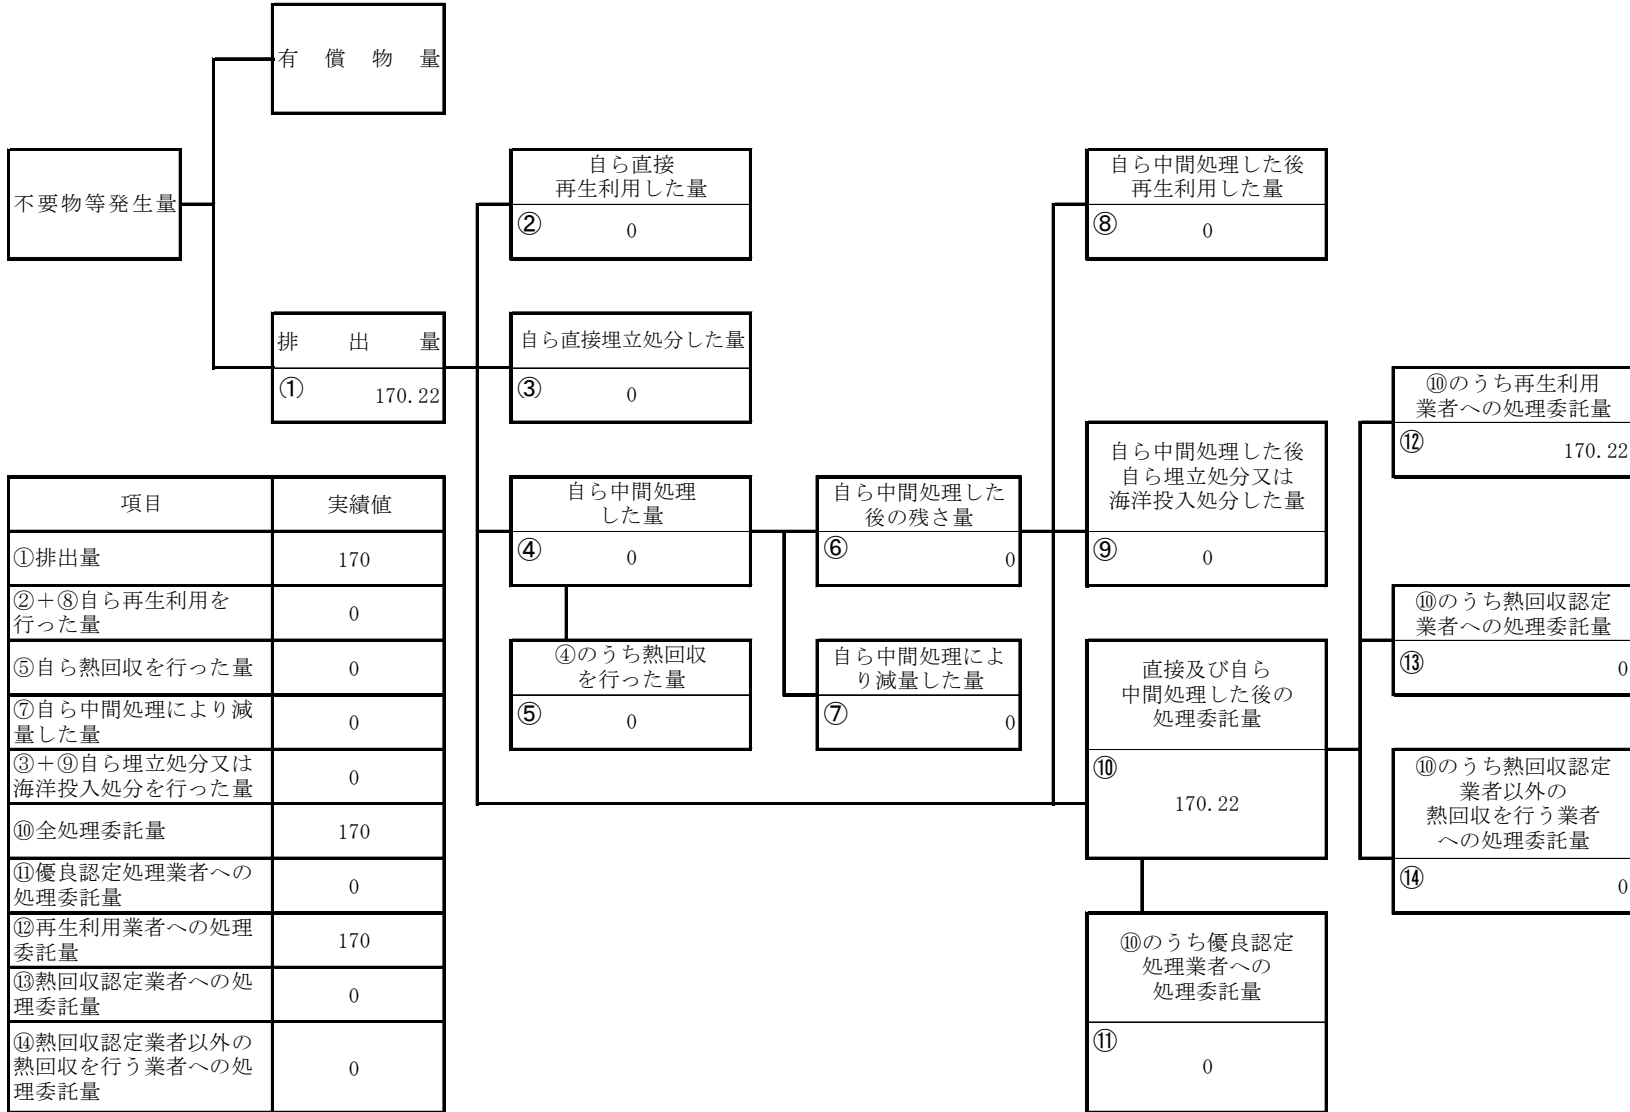 有償物量
不要物等発生量
排出量
① 170.22
自ら直接
再生利用した量
② 0
自ら直接埋立処分した量
③ 0
自ら中間処理
した量
④ 0
④のうち熱回収
を行った量
⑤ 0
自ら中間処理した
後の残さ量
⑥ 0
自ら中間処理によ
り減量した量
⑦ 0
自ら中間処理した後
再生利用した量
⑧ 0
自ら中間処理した後
自ら埋立処分又は
海洋投入処分した量
⑨ 0
直接及び自ら
中間処理した後の
処理委託量
⑩
170.22
⑩のうち優良認定
処理業者への
処理委託量
⑪
0
⑩のうち再生利用
業者への処理委託量
⑫ 170.22
⑩のうち熱回収認定
業者への処理委託量
⑬ 0
⑩のうち熱回収認定
業者以外の
熱回収を行う業者
への処理委託量
⑭ 0
項目 実績値
①排出量 170
②＋⑧自ら再生利用を
行った量 0
⑤自ら熱回収を行った量 0
⑦自ら中間処理により減
量した量 0
③＋⑨自ら埋立処分又は
海洋投入処分を行った量 0
⑩全処理委託量 170
⑪優良認定処理業者への
処理委託量 0
⑫再生利用業者への処理
委託量 170
⑬熱回収認定業者への処
理委託量 0
⑭熱回収認定業者以外の
熱回収を行う業者への処
理委託量 0